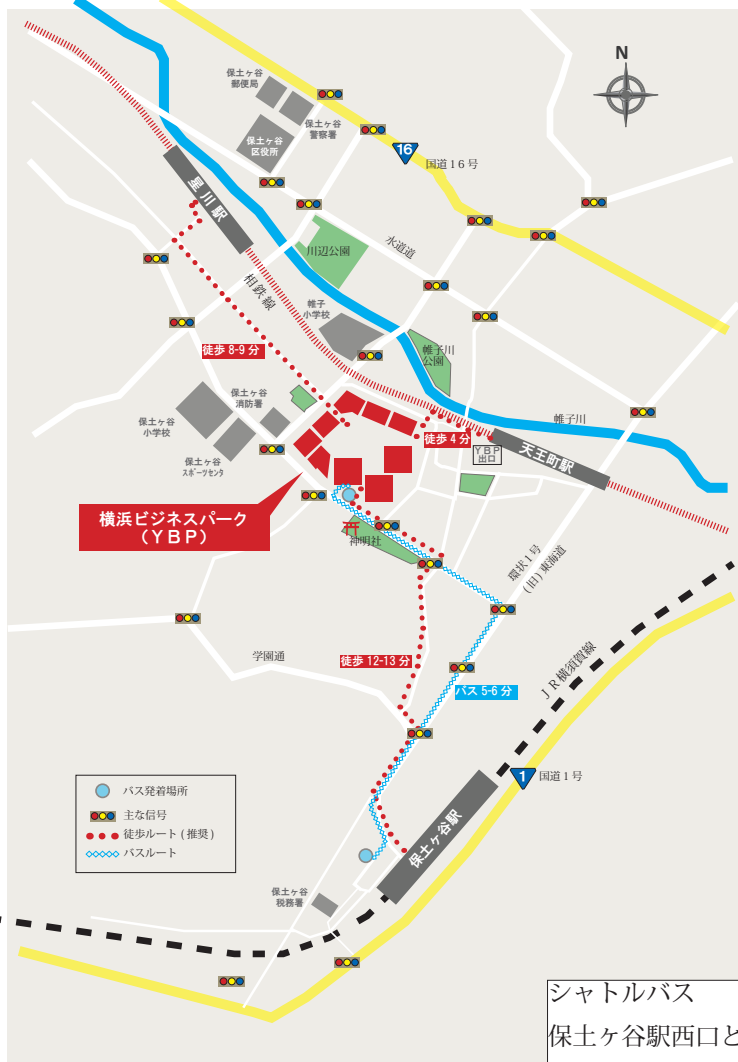 N
保土ヶ谷
郵便局
保土ヶ谷
警察署
保土ヶ谷
区役所
16
国道16号
星川駅
川辺公園
水道道
相鉄線
帷子
小学校
帷子川
公園
徒歩 8-9 分
保土ヶ谷
消防署
保土ヶ谷
小学校
保土ヶ谷
スポーツセンタ
徒歩 4 分
帷子川
YBP
出口
天王町駅
横浜ビジネスパーク
(YBP)
神明社
環状1号
(旧)東海道
学園通
徒歩 12-13 分
バス 5-6 分
JR横須賀線
1
国道1号
保土ヶ谷駅
バス発着場所
主な信号
徒歩ルート(推奨)
バスルート
保土ヶ谷
税務署
シャトルバス
保土ヶ谷駅西口と